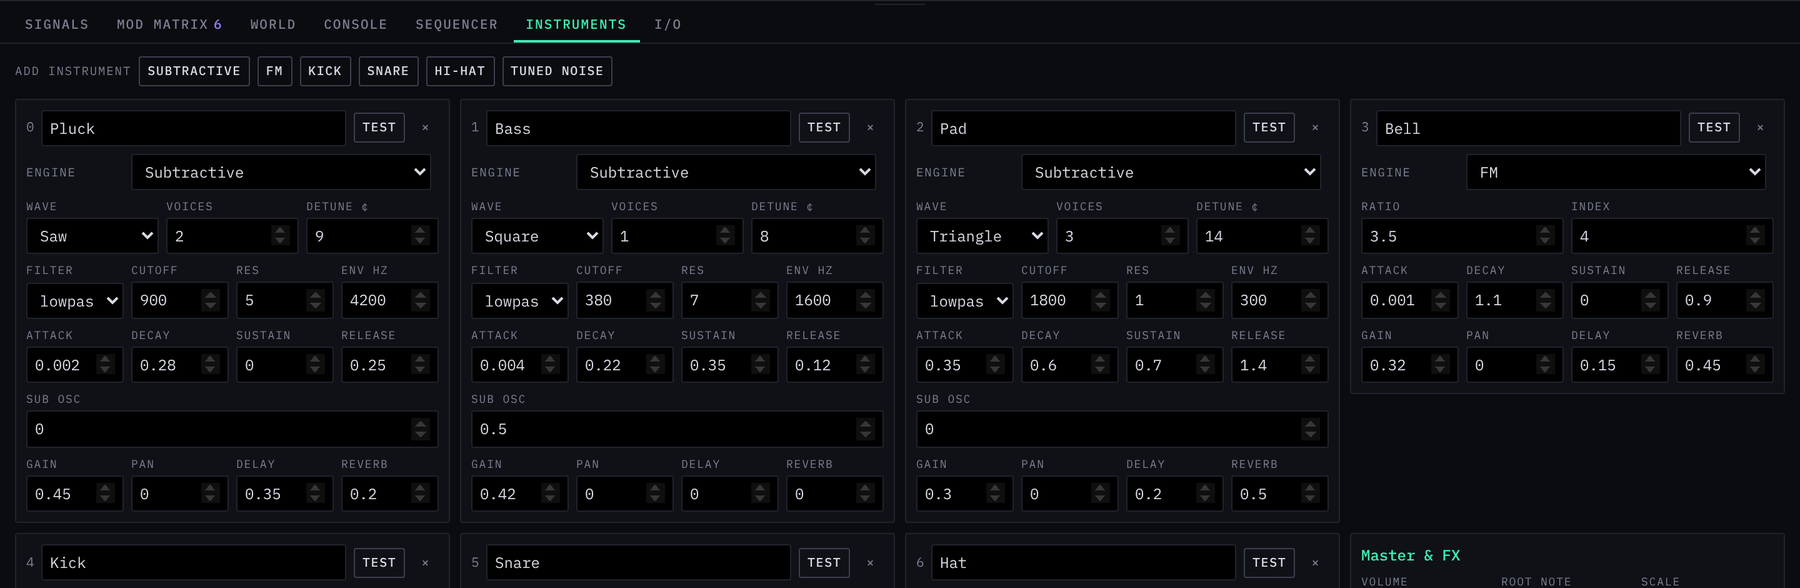 SIGNALS MOD MATRIX 6 WORLD CONSOLE SEQUENCER INSTRUMENTS I/O
ADD INSTRUMENT SUBTRACTIVE FM KICK SNARE HI-HAT TUNED NOISE
0 Pluck TEST ×
ENGINE Subtractive
WAVE VOICES DETUNE ¢
Saw 2 9
FILTER CUTOFF RES ENV HZ
lowpas 900 5 4200
ATTACK DECAY SUSTAIN RELEASE
0.002 0.28 0 0.25
SUB OSC
0
GAIN PAN DELAY REVERB
0.45 0 0.35 0.2
1 Bass TEST ×
ENGINE Subtractive
WAVE VOICES DETUNE ¢
Square 1 8
FILTER CUTOFF RES ENV HZ
lowpas 380 7 1600
ATTACK DECAY SUSTAIN RELEASE
0.004 0.22 0.35 0.12
SUB OSC
0.5
GAIN PAN DELAY REVERB
0.42 0 0 0
2 Pad TEST ×
ENGINE Subtractive
WAVE VOICES DETUNE ¢
Triangle 3 14
FILTER CUTOFF RES ENV HZ
lowpas 1800 1 300
ATTACK DECAY SUSTAIN RELEASE
0.35 0.6 0.7 1.4
SUB OSC
0
GAIN PAN DELAY REVERB
0.3 0 0.2 0.5
3 Bell TEST ×
ENGINE FM
RATIO INDEX
3.5 4
ATTACK DECAY SUSTAIN RELEASE
0.001 1.1 0 0.9
GAIN PAN DELAY REVERB
0.32 0 0.15 0.45
4 Kick TEST ×
5 Snare TEST ×
6 Hat TEST ×
Master & FX
VOLUME ROOT NOTE SCALE